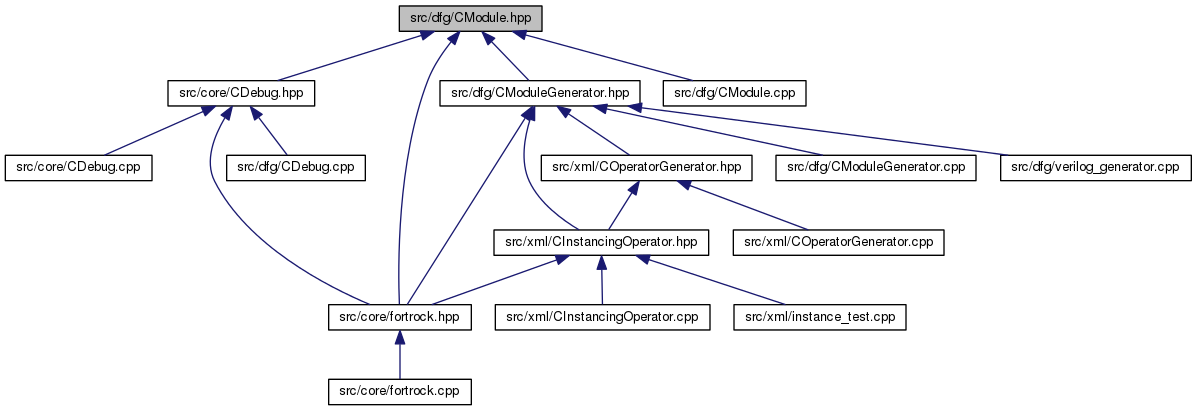 src/dfg/CModule.hpp
src/core/CDebug.hpp
src/dfg/CModuleGenerator.hpp
src/dfg/CModule.cpp
src/core/CDebug.cpp
src/dfg/CDebug.cpp
src/xml/COperatorGenerator.hpp
src/dfg/CModuleGenerator.cpp
src/dfg/verilog_generator.cpp
src/xml/CInstancingOperator.hpp
src/xml/COperatorGenerator.cpp
src/core/fortrock.hpp
src/xml/CInstancingOperator.cpp
src/xml/instance_test.cpp
src/core/fortrock.cpp